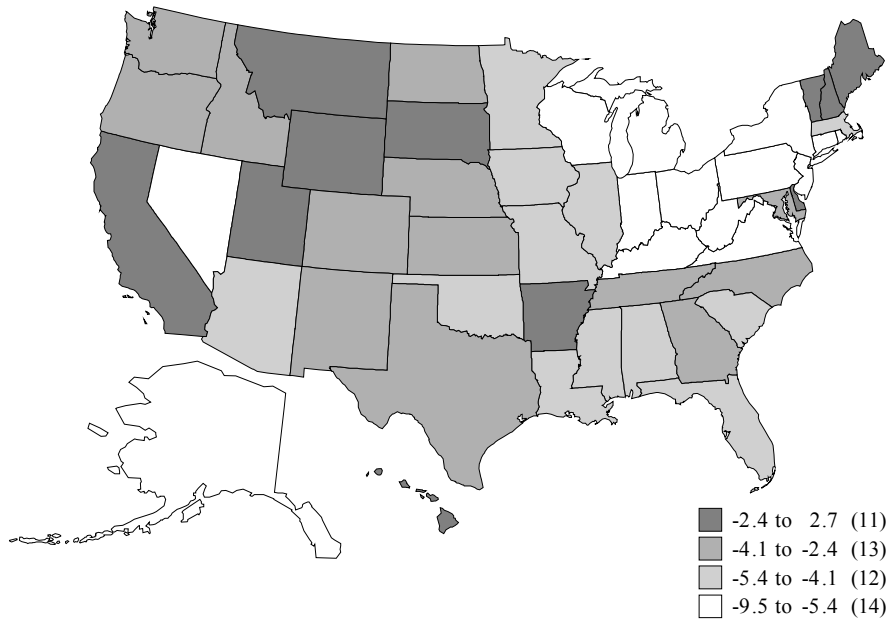 -2.4 to 2.7 (11)
-4.1 to -2.4 (13)
-5.4 to -4.1 (12)
-9.5 to -5.4 (14)